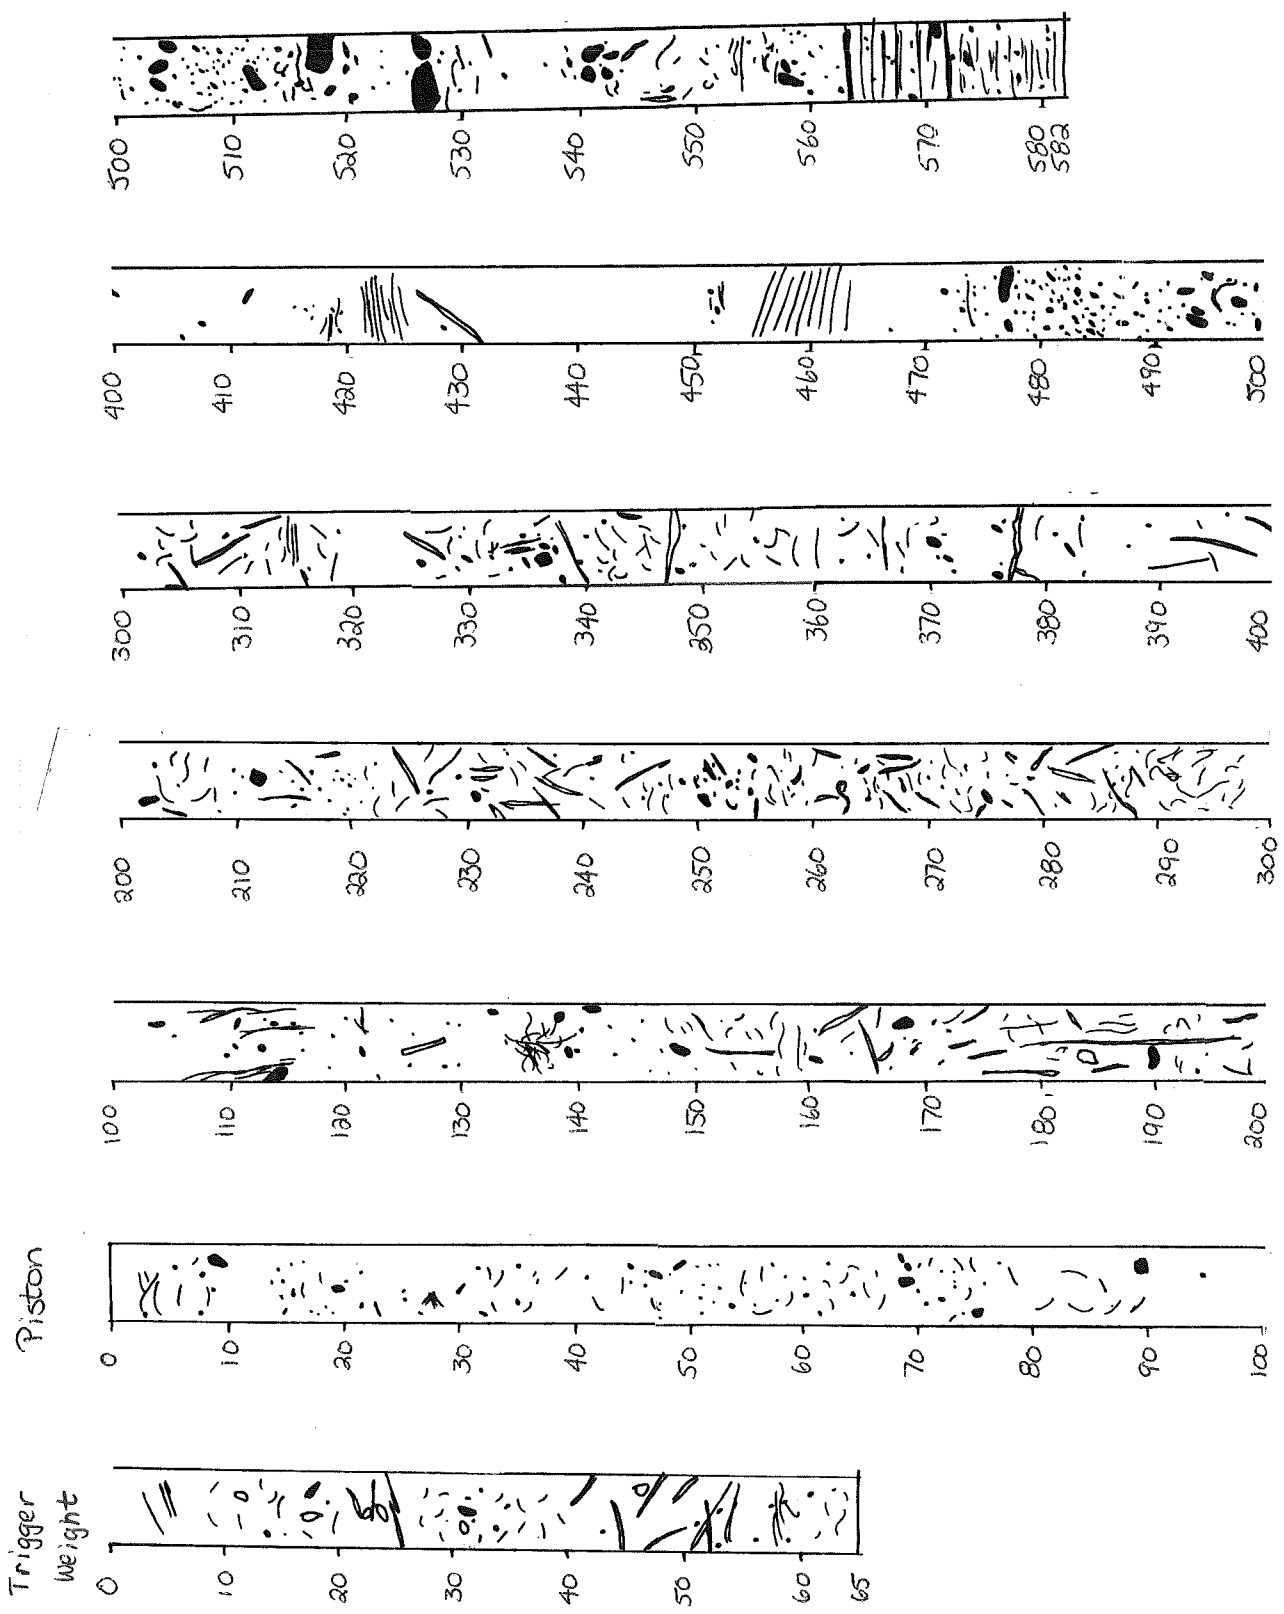 500 510 520 530 540 550 560 570 580 582
400 410 420 430 440 450 460 470 480 490 500
300 310 320 330 340 350 360 370 380 390 400
200 210 220 230 240 250 260 270 280 290 300
100 110 120 130 140 150 160 170 180 190 200
Piston
0 10 20 30 40 50 60 70 80 90 100
Trigger
Weight
0 10 20 30 40 50 60 65